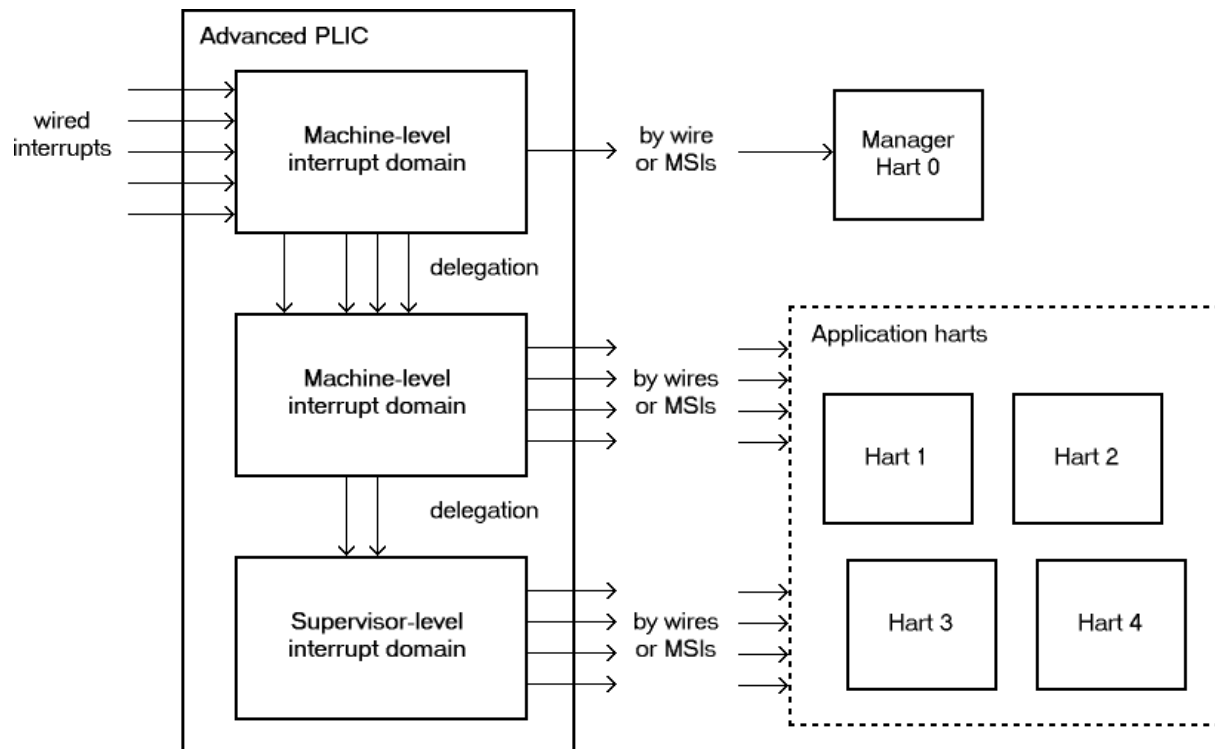 Advanced PLIC
wired
interrupts
Machine-level
interrupt domain
by wire
or MSIs
Manager
Hart 0
delegation
Machine-level
interrupt domain
by wires
or MSIs
Application harts
Hart 1
Hart 2
Hart 3
Hart 4
delegation
Supervisor-level
interrupt domain
by wires
or MSIs